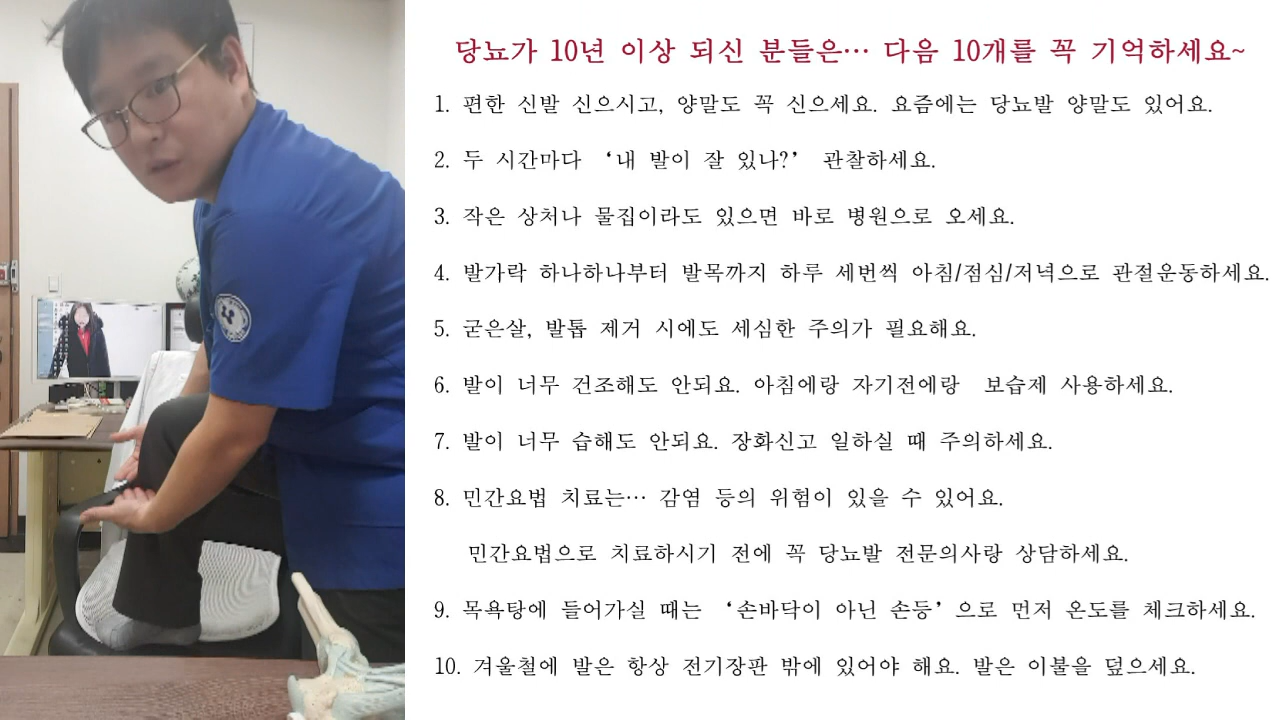 당뇨가 10년 이상 되신 분들은… 다음 10개를 꼭 기억하세요~
1. 편한 신발 신으시고, 양말도 꼭 신으세요. 요즘에는 당뇨발 양말도 있어요.
2. 두 시간마다 ‘내 발이 잘 있나?’ 관찰하세요.
3. 작은 상처나 물집이라도 있으면 바로 병원으로 오세요.
4. 발가락 하나하나부터 발목까지 하루 세번씩 아침/점심/저녁으로 관절운동하세요.
5. 굳은살, 발톱 제거 시에도 세심한 주의가 필요해요.
6. 발이 너무 건조해도 안되요. 아침에랑 자기전에랑 보습제 사용하세요.
7. 발이 너무 습해도 안되요. 장화신고 일하실 때 주의하세요.
8. 민간요법 치료는… 감염 등의 위험이 있을 수 있어요.
민간요법으로 치료하시기 전에 꼭 당뇨발 전문의사랑 상담하세요.
9. 목욕탕에 들어가실 때는 ‘손바닥이 아닌 손등’으로 먼저 온도를 체크하세요.
10. 겨울철에 발은 항상 전기장판 밖에 있어야 해요. 발은 이불을 덮으세요.